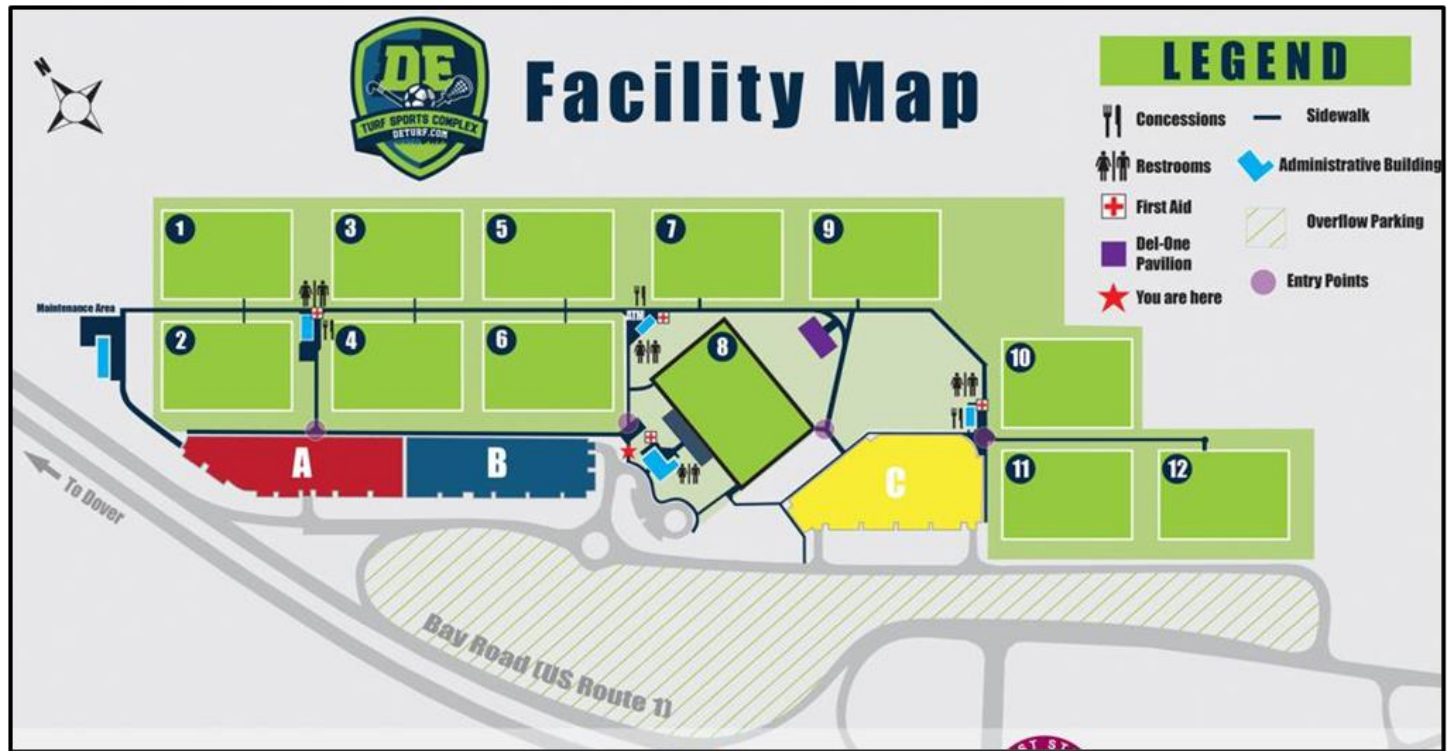 N
DE
TURF SPORTS COMPLEX
DETURF.COM
Facility Map
LEGEND
Concessions
Sidewalk
Restrooms
Administrative Building
First Aid
Overflow Parking
Del-One
Pavilion
Entry Points
You are here
1
3
5
7
9
Maintenance Area
ATM
2
4
6
8
10
A
B
C
11
12
To Dover
Bay Road (US Route 1)